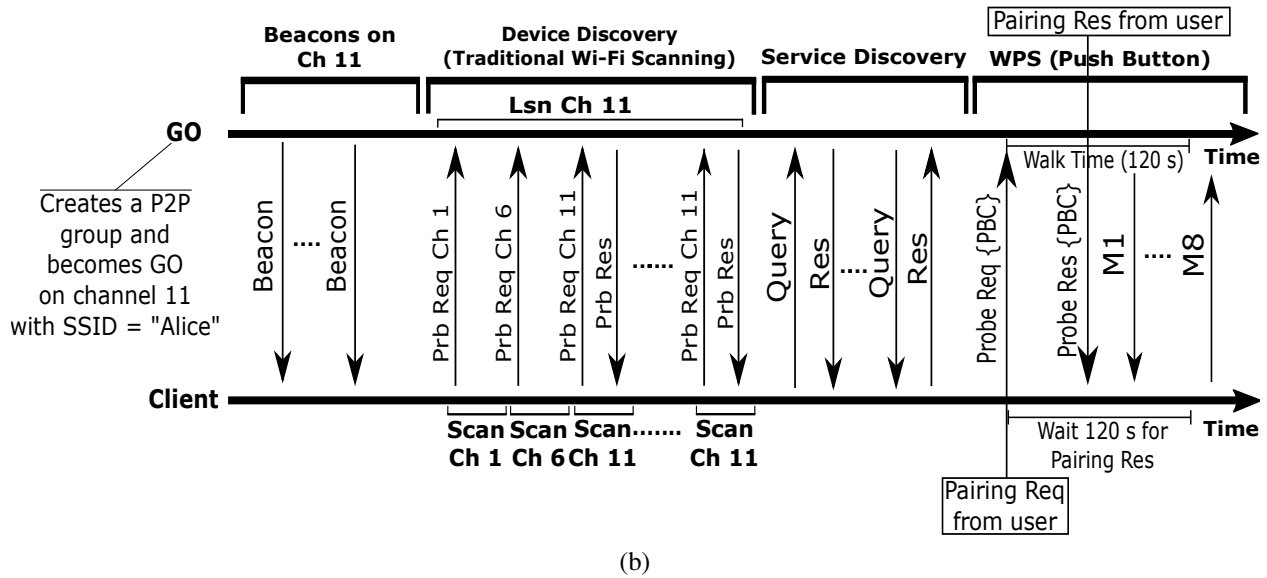 Pairing Res from user
Beacons on
Ch 11
Device Discovery
(Traditional Wi-Fi Scanning)
Service Discovery
WPS (Push Button)
Lsn Ch 11
GO
Time
Walk Time (120 s)
Creates a P2P
group and
becomes GO
on channel 11
with SSID = "Alice"
Beacon
....
Beacon
Prb Req Ch 1
Prb Req Ch 6
Prb Req Ch 11
Prb Res
......
Prb Req Ch 11
Prb Res
Query
Res
....
Query
Res
Probe Req {PBC}
Probe Res {PBC}
M1
....
M8
Client
Time
Scan
Ch 1
Scan
Ch 6
Scan
Ch 11
.......
Scan
Ch 11
Wait 120 s for
Pairing Res
Pairing Req
from user
(b)